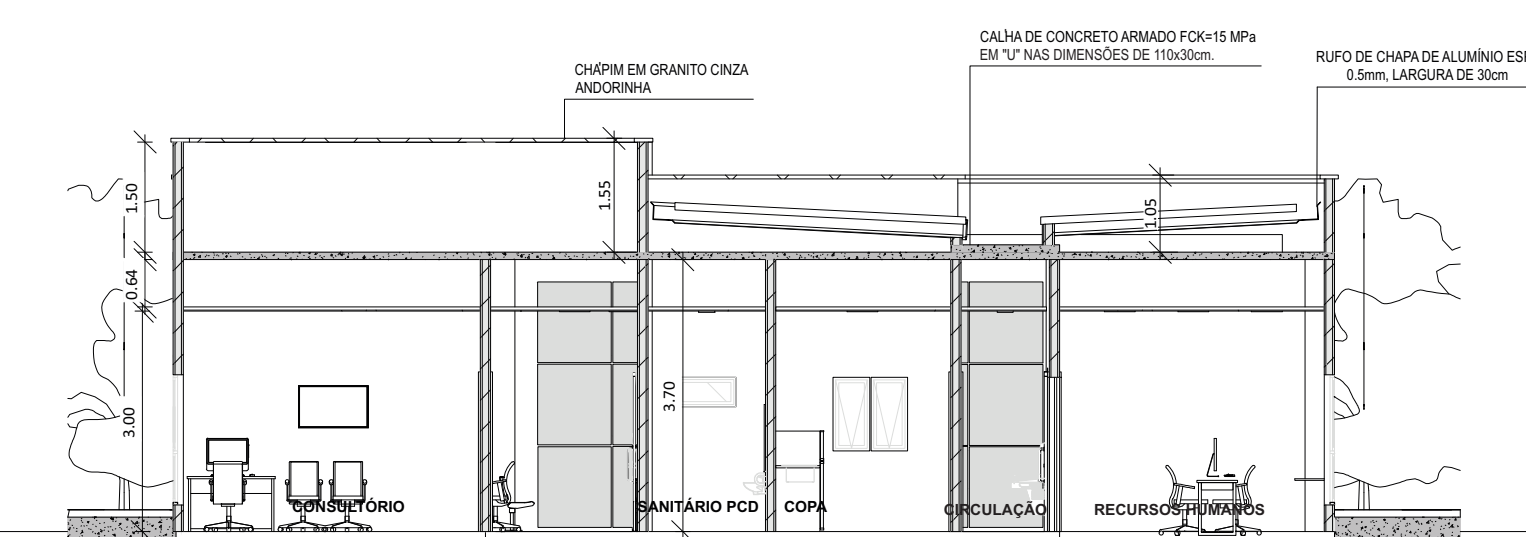 CALHA DE CONCRETO ARMADO FCK=15 MPa
EM "U" NAS DIMENSÕES DE 110x30cm.
RUFO DE CHAPA DE ALUMÍNIO ES
0.5mm, LARGURA DE 30cm
CHAPIM EM GRANITO CINZA
ANDORINHA
1.50
1.55
1.05
0.64
3.00
3.70
CONSULTÓRIO
SANITÁRIO PCD
COPA
CIRCULAÇÃO
RECURSOS HUMANOS